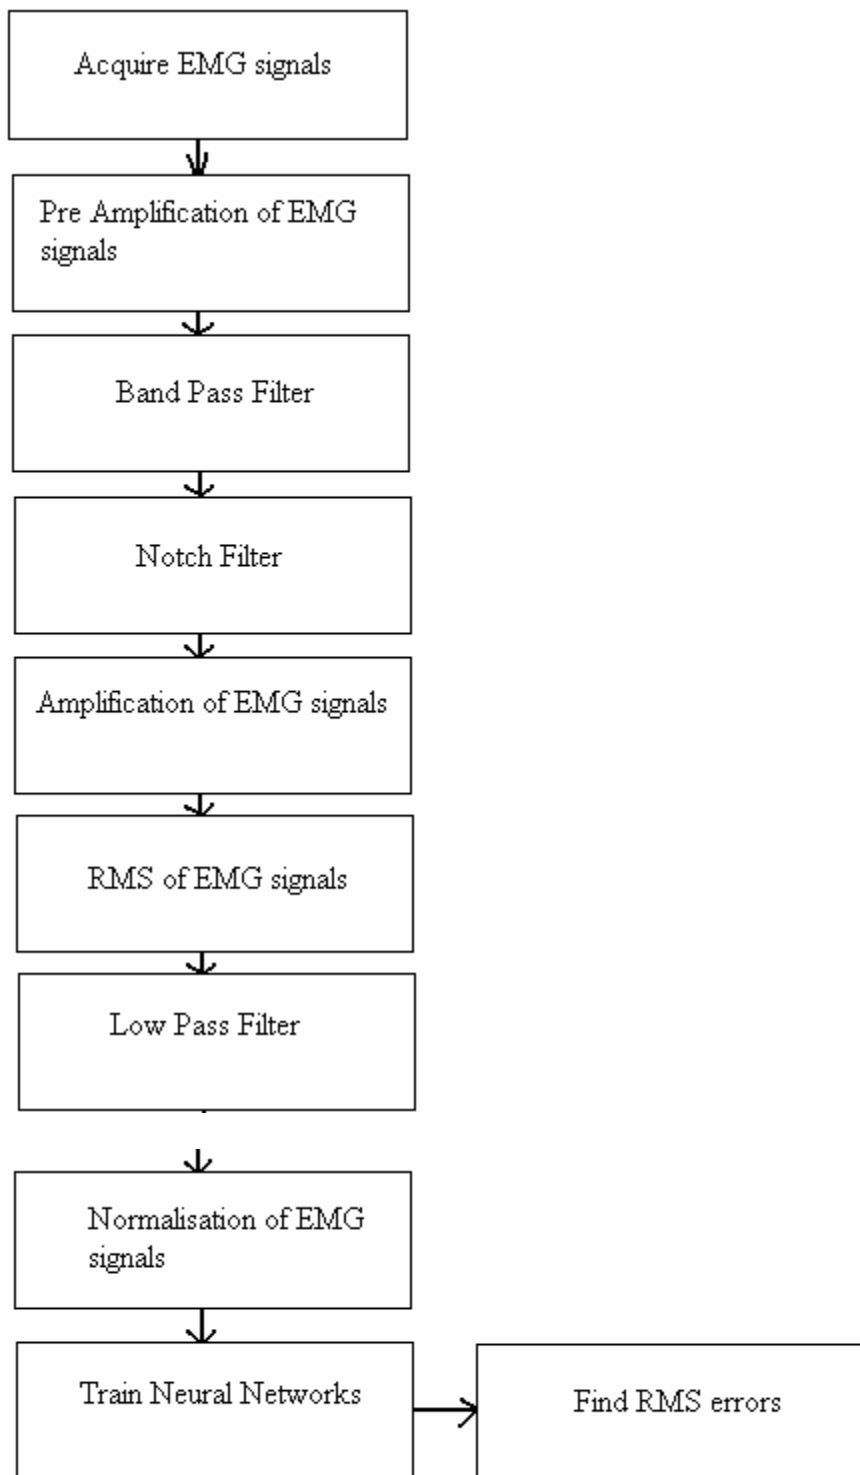 Acquire EMG signals
Pre Amplification of EMG
signals
Band Pass Filter
Notch Filter
Amplification of EMG signals
RMS of EMG signals
Low Pass Filter
Normalisation of EMG
signals
Train Neural Networks
Find RMS errors